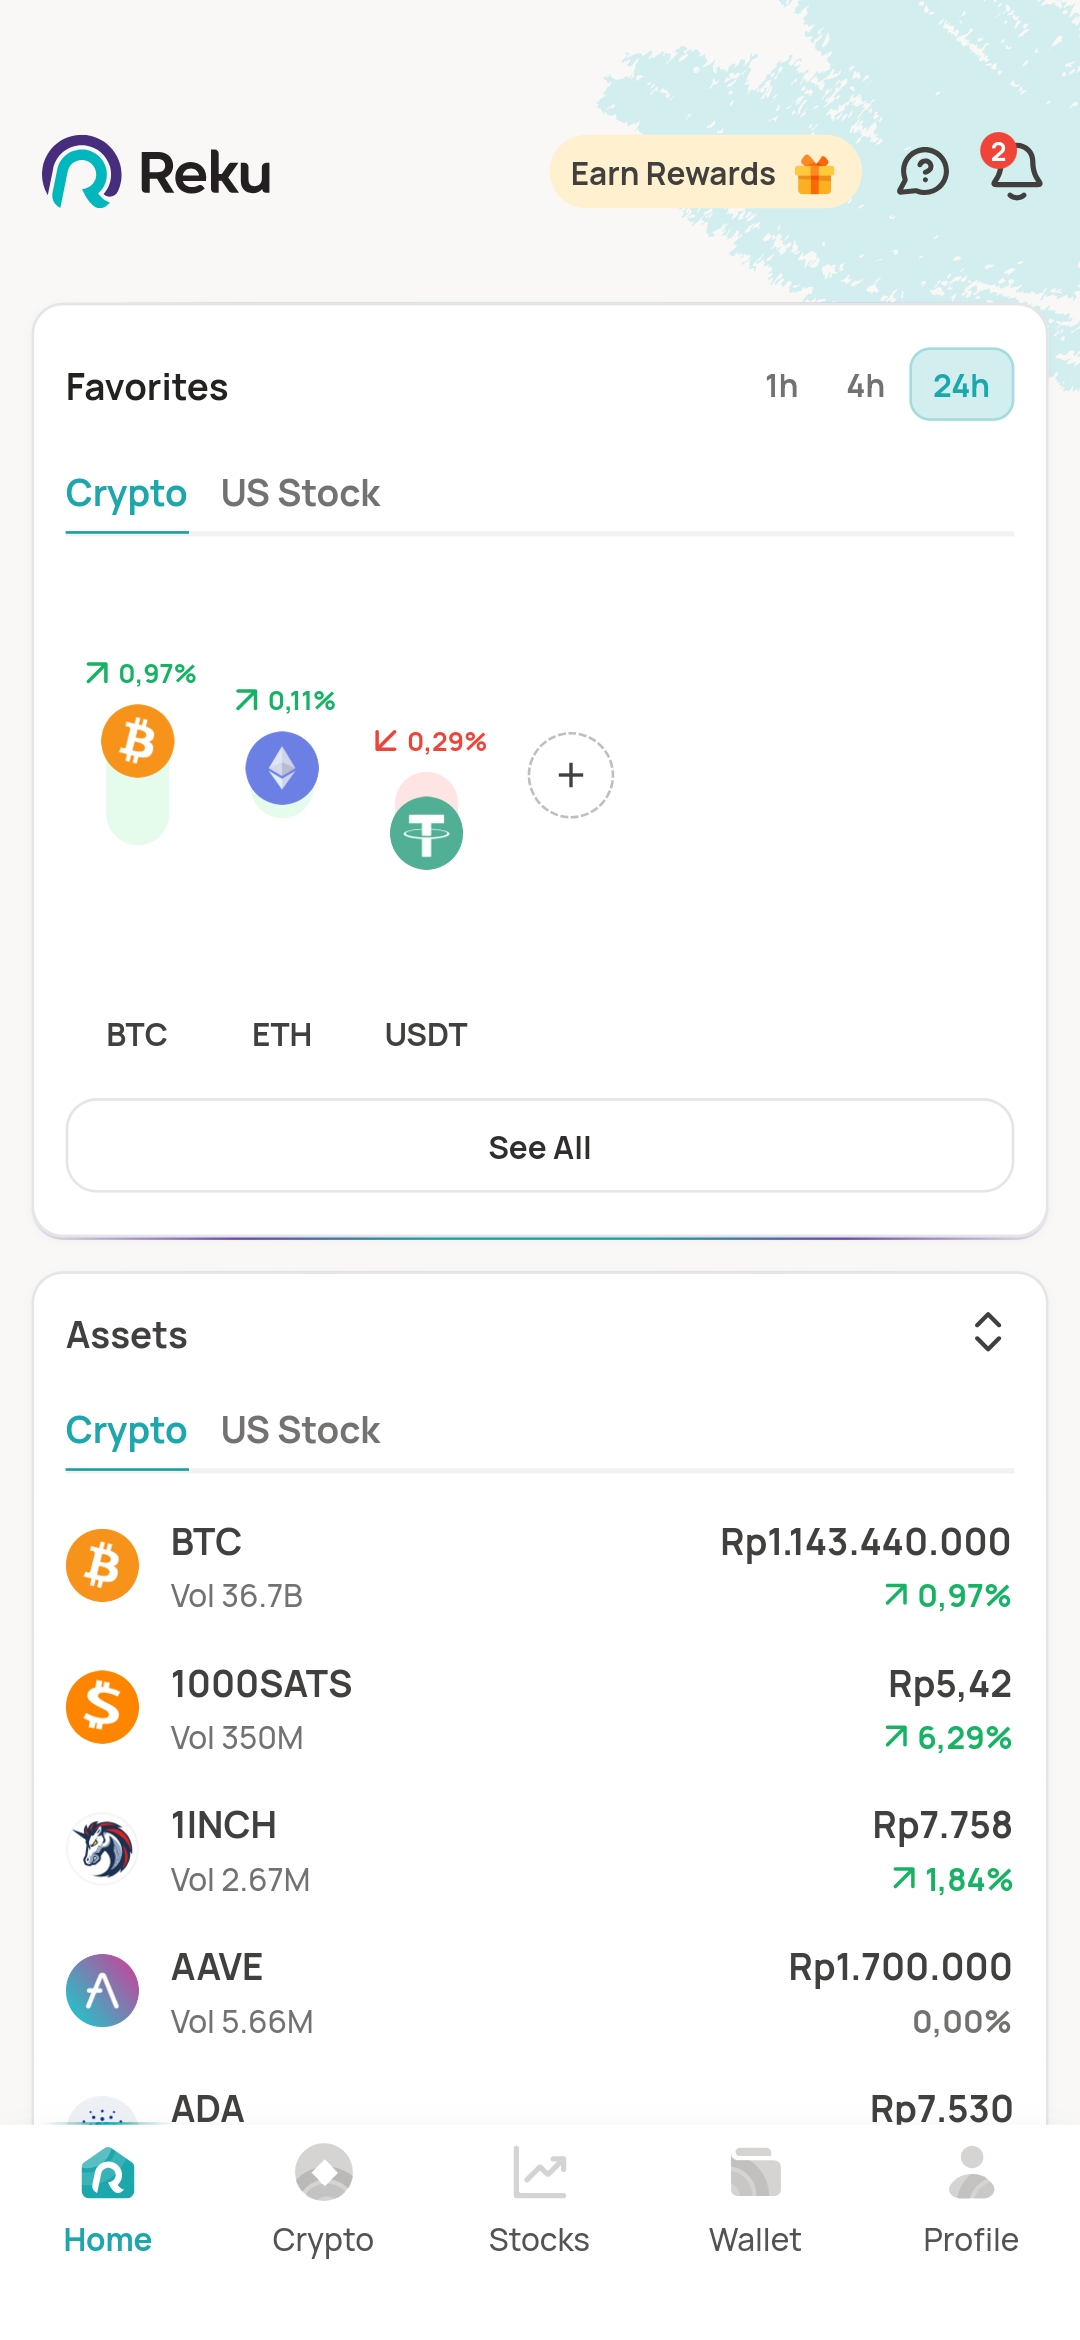 Reku
Earn Rewards
2
Favorites
1h 4h 24h
Crypto US Stock
0,97%
0,11%
0,29%
BTC ETH USDT
See All
Assets
Crypto US Stock
BTC Rp1.143.440.000
Vol 36.7B 0,97%
1000SATS Rp5,42
Vol 350M 6,29%
1INCH Rp7.758
Vol 2.67M 1,84%
AAVE Rp1.700.000
Vol 5.66M 0,00%
ADA Rp7.530
Home Crypto Stocks Wallet Profile